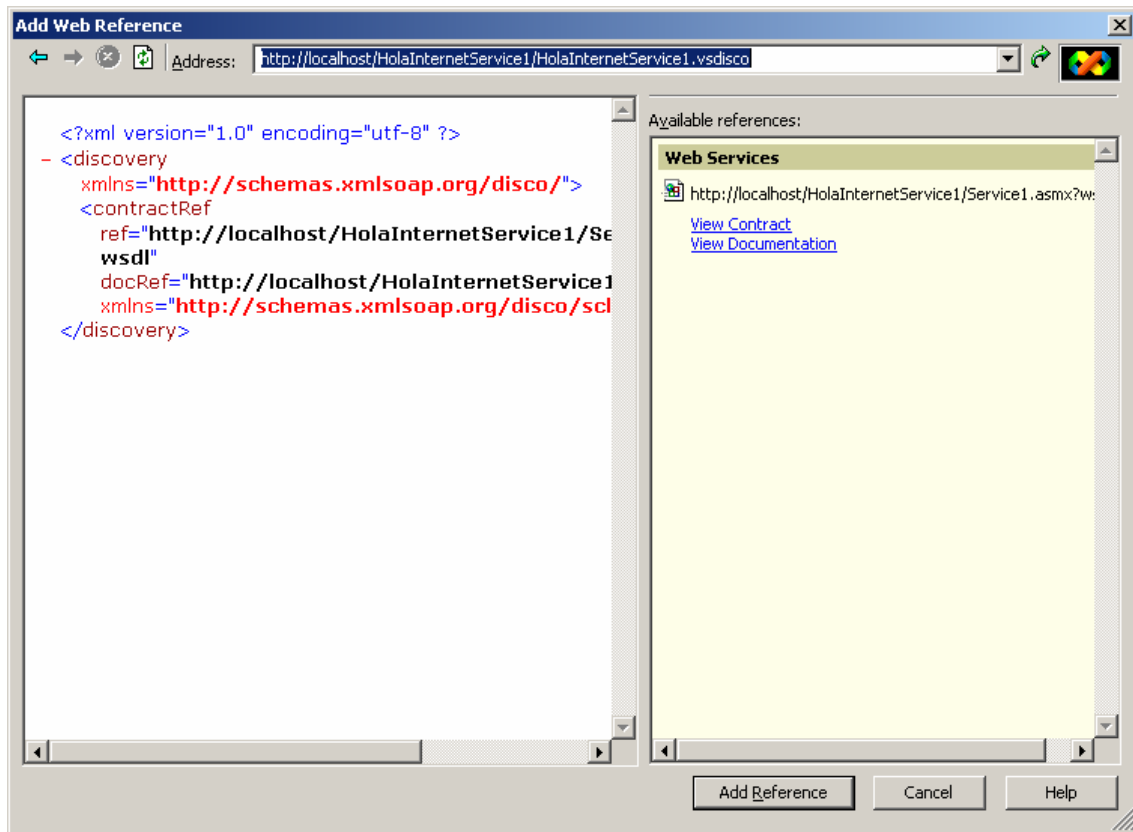 Add Web Reference
Address: http://localhost/HolaInternetService1/HolaInternetService1.vsdisco
<?xml version="1.0" encoding="utf-8" ?>
- <discovery
xmlns="http://schemas.xmlsoap.org/disco/">
<contractRef
ref="http://localhost/HolaInternetService1/Se
wsdl"
docRef="http://localhost/HolaInternetService1
xmlns="http://schemas.xmlsoap.org/disco/scl
</discovery>
Available references:
Web Services
http://localhost/HolaInternetService1/Service1.asmx?w
View Contract
View Documentation
Add Reference
Cancel
Help